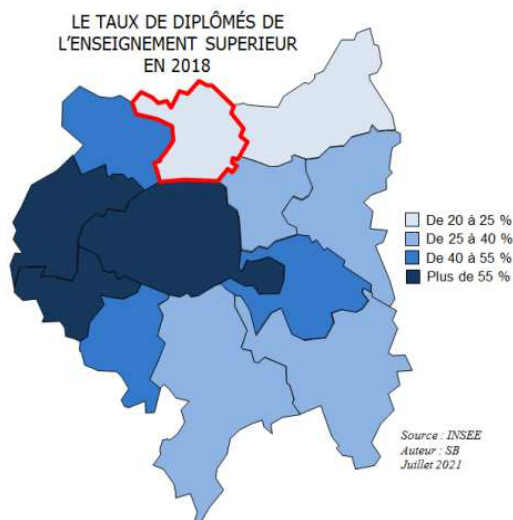 LE TAUX DE DIPLÔMÉS DE
L'ENSEIGNEMENT SUPERIEUR
EN 2018
De 20 à 25 %
De 25 à 40 %
De 40 à 55 %
Plus de 55 %
Source : INSEE
Auteur : SB
Juillet 2021